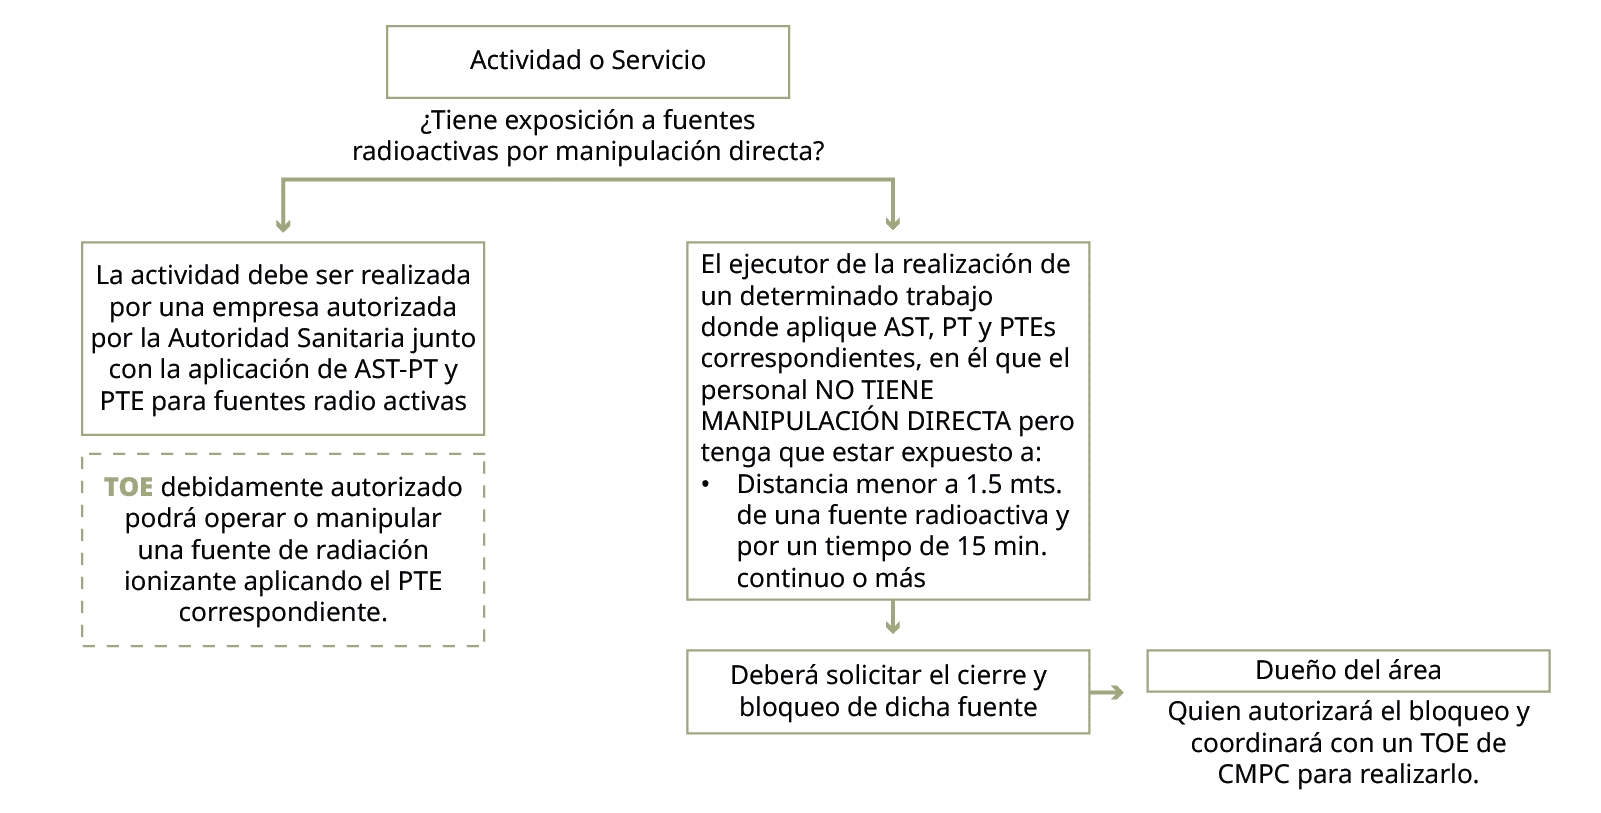 Actividad o Servicio
¿Tiene exposición a fuentes
radioactivas por manipulación directa?
La actividad debe ser realizada
por una empresa autorizada
por la Autoridad Sanitaria junto
con la aplicación de AST-PT y
PTE para fuentes radio activas
TOE debidamente autorizado
podrá operar o manipular
una fuente de radiación
ionizante aplicando el PTE
correspondiente.
El ejecutor de la realización de
un determinado trabajo
donde aplique AST, PT y PTEs
correspondientes, en él que el
personal NO TIENE
MANIPULACIÓN DIRECTA pero
tenga que estar expuesto a:
• Distancia menor a 1.5 mts.
de una fuente radioactiva y
por un tiempo de 15 min.
continuo o más
Deberá solicitar el cierre y
bloqueo de dicha fuente
Dueño del área
Quien autorizará el bloqueo y
coordinará con un TOE de
CMPC para realizarlo.